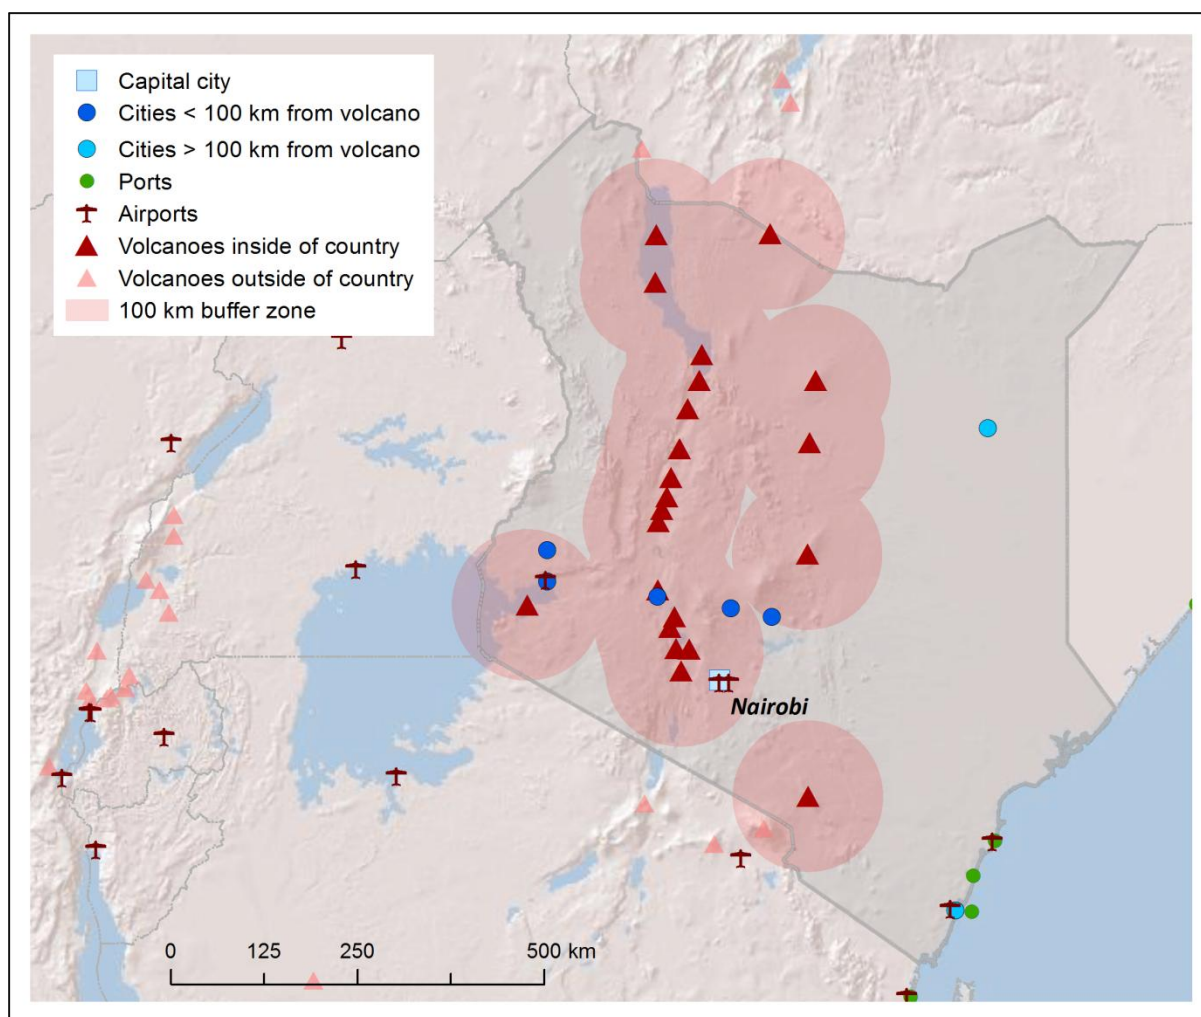 Capital city
Cities < 100 km from volcano
Cities > 100 km from volcano
Ports
Airports
Volcanoes inside of country
Volcanoes outside of country
100 km buffer zone
Nairobi
0 125 250 500 km